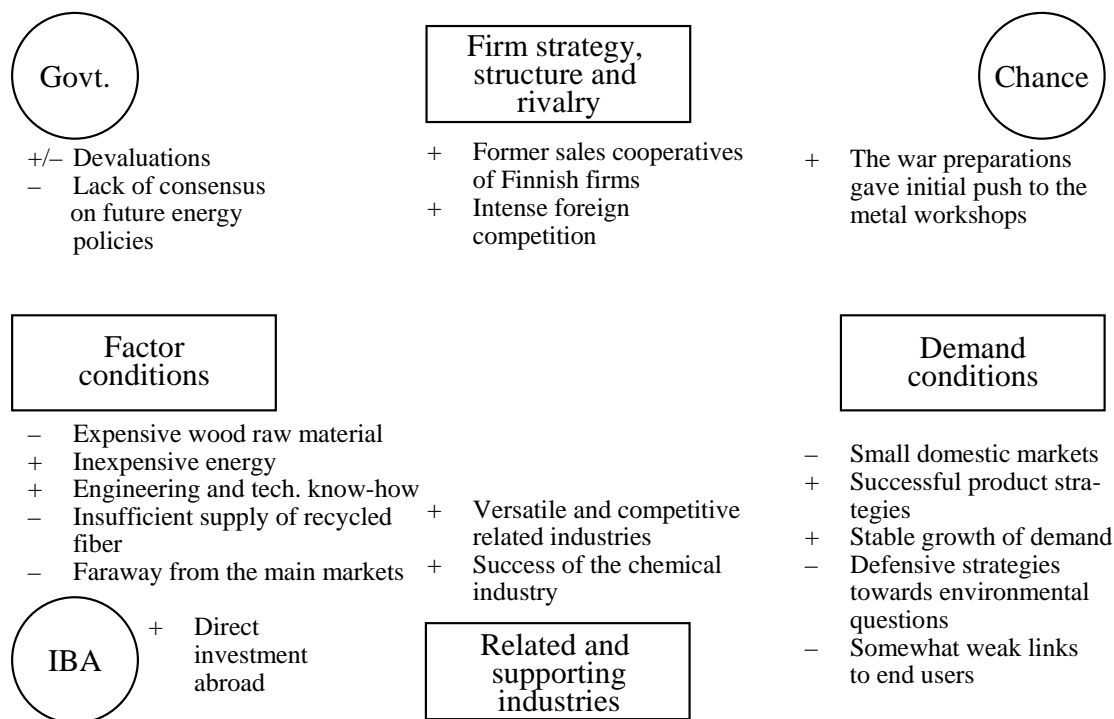 Govt.
+/– Devaluations
– Lack of consensus
on future energy
policies
Firm strategy,
structure and
rivalry
+ Former sales cooperatives
of Finnish firms
+ Intense foreign
competition
Chance
+ The war preparations
gave initial push to the
metal workshops
Factor
conditions
– Expensive wood raw material
+ Inexpensive energy
+ Engineering and tech. know-how
– Insufficient supply of recycled
fiber
– Faraway from the main markets
Demand
conditions
– Small domestic markets
+ Successful product stra-
tegies
+ Stable growth of demand
– Defensive strategies
towards environmental
questions
– Somewhat weak links
to end users
+ Versatile and competitive
related industries
+ Success of the chemical
industry
Related and
supporting
industries
IBA
+ Direct
investment
abroad